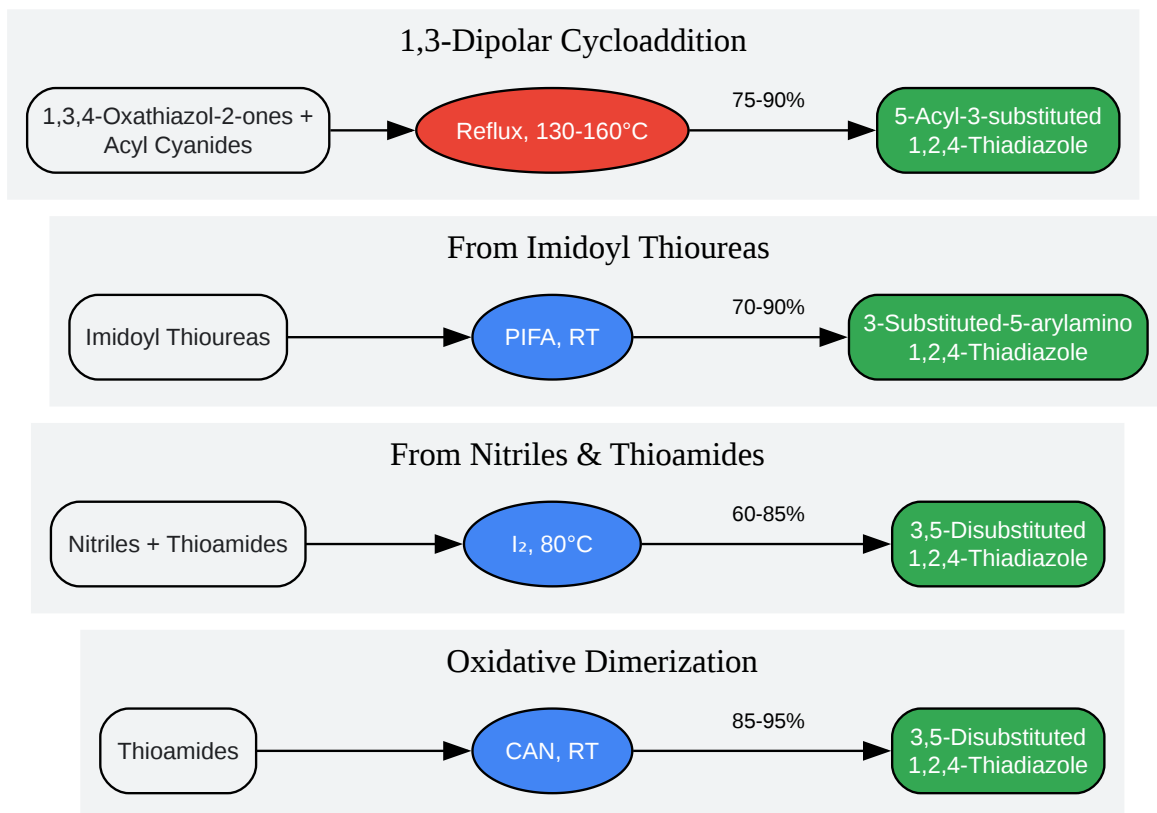 1,3-Dipolar Cycloaddition
1,3,4-Oxathiazol-2-ones +
Acyl Cyanides
Reflux, 130-160°C
75-90%
5-Acyl-3-substituted
1,2,4-Thiadiazole
From Imidoyl Thioureas
Imidoyl Thioureas
PIFA, RT
70-90%
3-Substituted-5-arylamino
1,2,4-Thiadiazole
From Nitriles & Thioamides
Nitriles + Thioamides
I₂, 80°C
60-85%
3,5-Disubstituted
1,2,4-Thiadiazole
Oxidative Dimerization
Thioamides
CAN, RT
85-95%
3,5-Disubstituted
1,2,4-Thiadiazole